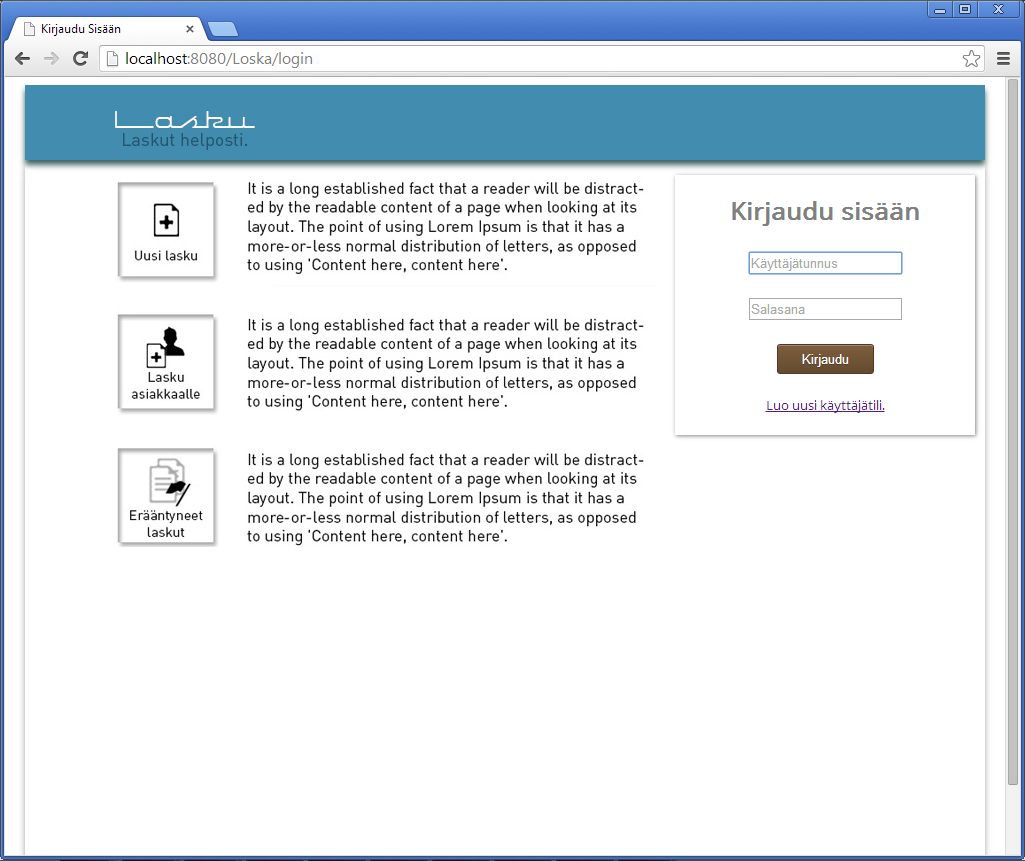 Kirjaudu Sisään
localhost:8080/Loska/login
Lasku
Laskut helposti.
Uusi lasku
It is a long established fact that a reader will be distract-
ed by the readable content of a page when looking at its
layout. The point of using Lorem Ipsum is that it has a
more-or-less normal distribution of letters, as opposed
to using 'Content here, content here'.
Lasku
asiakkaalle
It is a long established fact that a reader will be distract-
ed by the readable content of a page when looking at its
layout. The point of using Lorem Ipsum is that it has a
more-or-less normal distribution of letters, as opposed
to using 'Content here, content here'.
Erääntyneet
laskut
It is a long established fact that a reader will be distract-
ed by the readable content of a page when looking at its
layout. The point of using Lorem Ipsum is that it has a
more-or-less normal distribution of letters, as opposed
to using 'Content here, content here'.
Kirjaudu sisään
Käyttäjätunnus
Salasana
Kirjaudu
Luo uusi käyttäjätili.